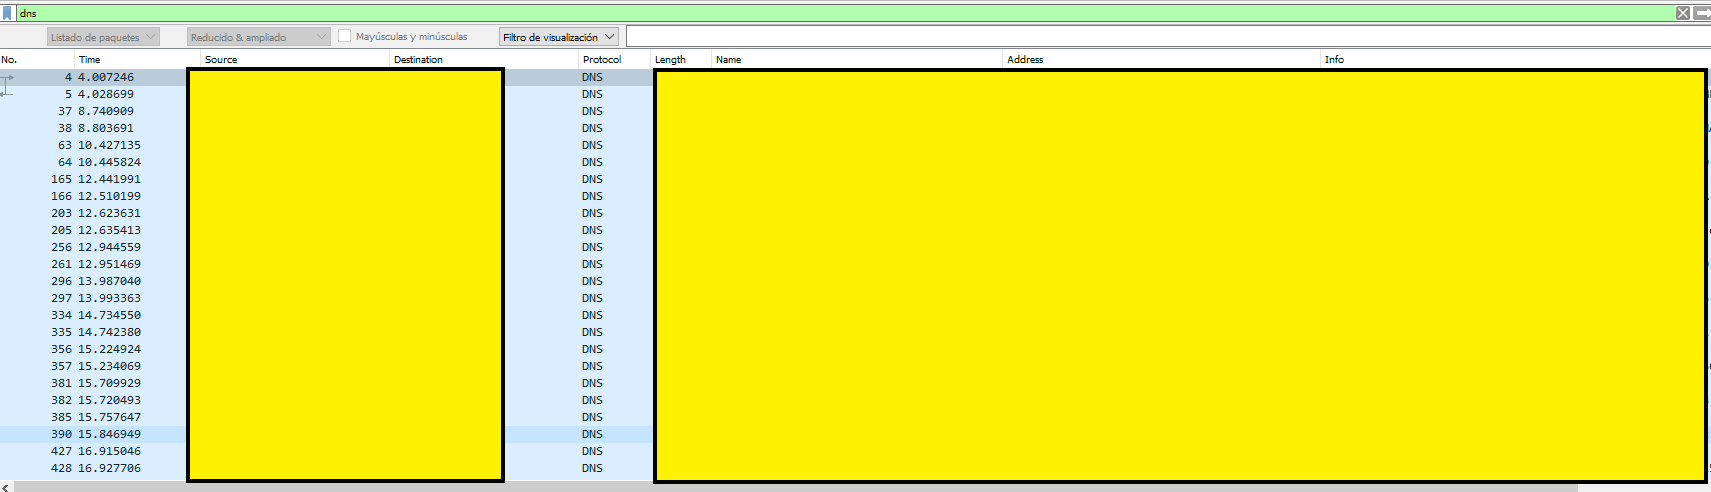 dns
Listado de paquetes Reducido & ampliado Mayúsculas y minúsculas Filtro de visualización
No. Time Source Destination Protocol Length Name Address Info
4 4.007246 DNS
5 4.028699 DNS
37 8.740909 DNS
38 8.803691 DNS
63 10.427135 DNS
64 10.445824 DNS
165 12.441991 DNS
166 12.510199 DNS
203 12.623631 DNS
205 12.635413 DNS
256 12.944559 DNS
261 12.951469 DNS
296 13.987040 DNS
297 13.993363 DNS
334 14.734550 DNS
335 14.742380 DNS
356 15.224924 DNS
357 15.234069 DNS
381 15.709929 DNS
382 15.720493 DNS
385 15.757647 DNS
390 15.846949 DNS
427 16.915046 DNS
428 16.927706 DNS